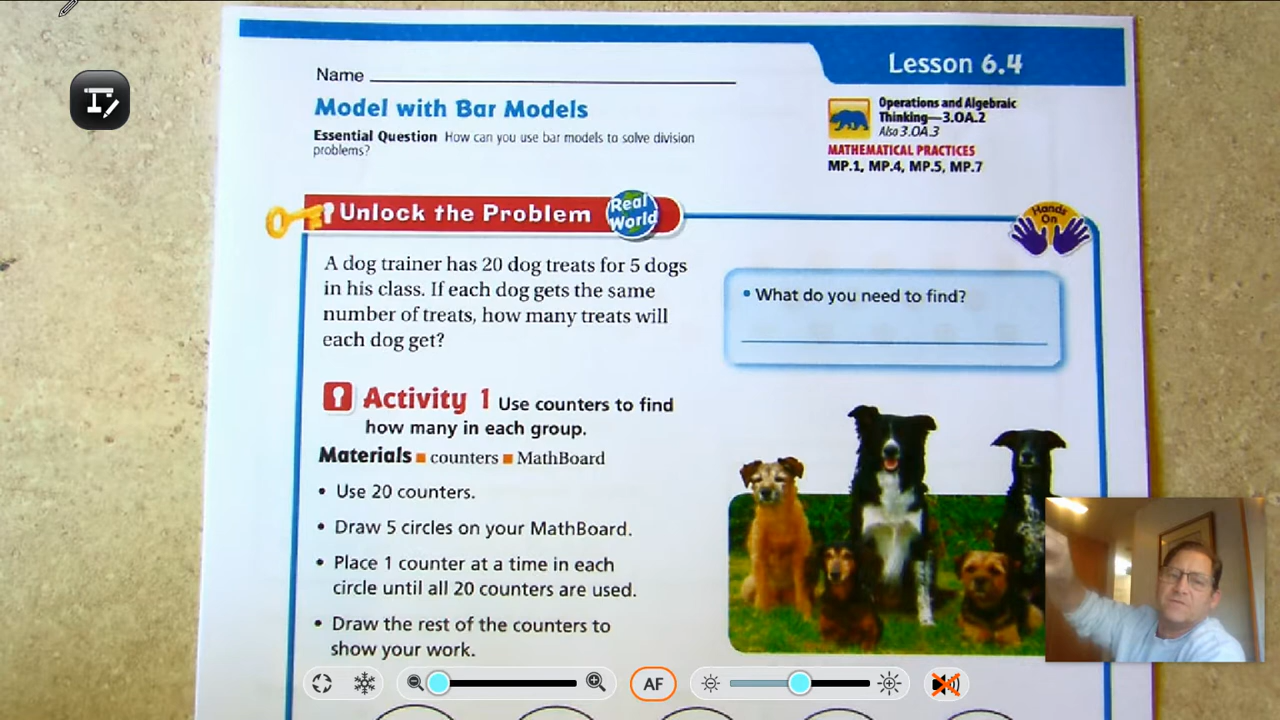 Lesson 6.4
Name
Model with Bar Models
Essential Question How can you use bar models to solve division
problems?
Operations and Algebraic
Thinking—3.OA.2
Also 3.OA.3
MATHEMATICAL PRACTICES
MP.1, MP.4, MP.5, MP.7
Unlock the Problem
Real
World
Hands
On
A dog trainer has 20 dog treats for 5 dogs
in his class. If each dog gets the same
number of treats, how many treats will
each dog get?
• What do you need to find?
Activity 1 Use counters to find
how many in each group.
Materials ■ counters ■ MathBoard
• Use 20 counters.
• Draw 5 circles on your MathBoard.
• Place 1 counter at a time in each
circle until all 20 counters are used.
• Draw the rest of the counters to
show your work.
AF